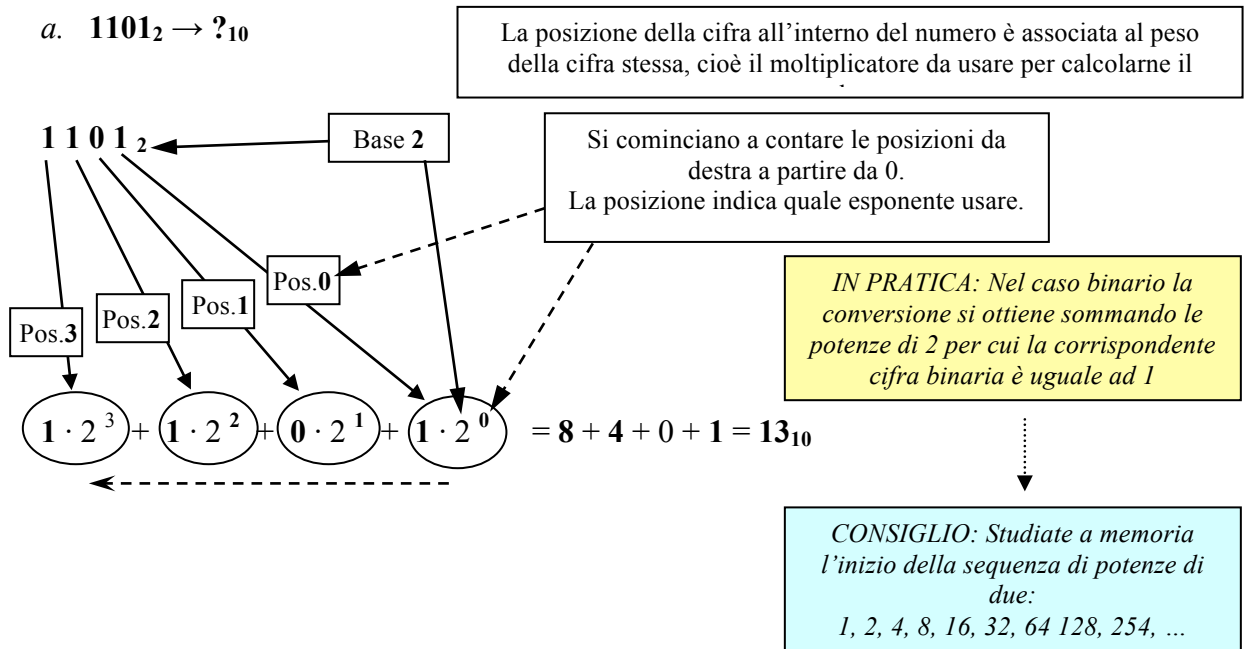 a. 1101₂ → ?₁₀
La posizione della cifra all’interno del numero è associata al peso
della cifra stessa, cioè il moltiplicatore da usare per calcolarne il
1 1 0 1 ₂
Base 2
Si cominciano a contare le posizioni da
destra a partire da 0.
La posizione indica quale esponente usare.
Pos.3
Pos.2
Pos.1
Pos.0
1 · 2³ + 1 · 2² + 0 · 2¹ + 1 · 2⁰ = 8 + 4 + 0 + 1 = 13₁₀
IN PRATICA: Nel caso binario la
conversione si ottiene sommando le
potenze di 2 per cui la corrispondente
cifra binaria è uguale ad 1
CONSIGLIO: Studiate a memoria
l’inizio della sequenza di potenze di
due:
1, 2, 4, 8, 16, 32, 64 128, 254, …